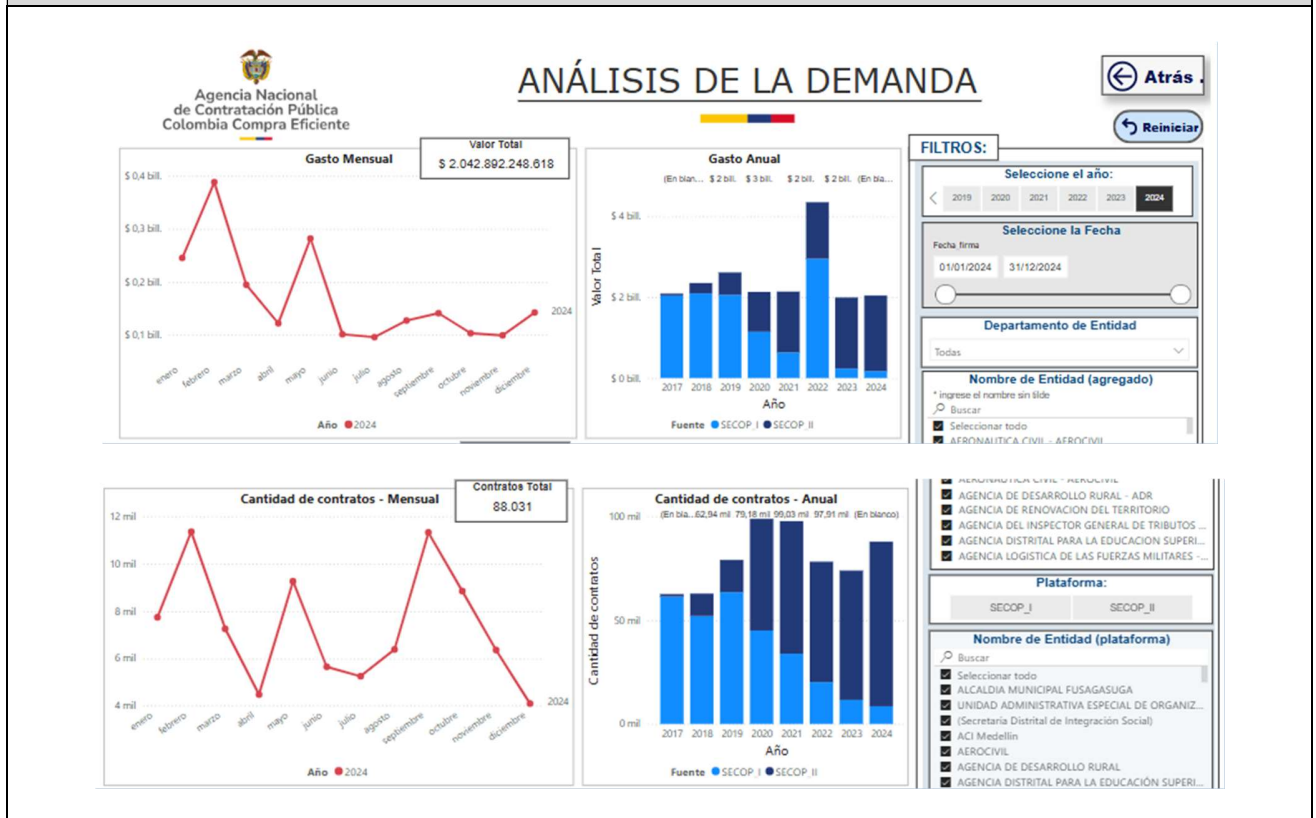 Agencia Nacional
de Contratación Pública
Colombia Compra Eficiente
ANÁLISIS DE LA DEMANDA
Atrás .
Reiniciar
Gasto Mensual
Valor Total
$ 2.042.892.248.618
$ 0,4 bill.
$ 0,3 bill.
$ 0,2 bill.
$ 0,1 bill.
2024
enero
febrero
marzo
abril
mayo
junio
julio
agosto
septiembre
octubre
noviembre
diciembre
Año 2024
Gasto Anual
(En blan... $ 2 bill. $ 3 bill. $ 2 bill. $ 2 bill. (En bla...
Valor Total
$ 4 bill.
$ 2 bill.
$ 0 bill.
2017 2018 2019 2020 2021 2022 2023 2024
Año
Fuente SECOP_I SECOP_II
FILTROS:
Seleccione el año:
2019 2020 2021 2022 2023 2024
Seleccione la Fecha
Fecha_firma
01/01/2024 31/12/2024
Departamento de Entidad
Todas
Nombre de Entidad (agregado)
* ingrese el nombre sin tilde
Buscar
Seleccionar todo
AERONAUTICA CIVIL - AEROCIVIL
Cantidad de contratos - Mensual
Contratos Total
88.031
12 mil
10 mil
8 mil
6 mil
4 mil
2024
enero
febrero
marzo
abril
mayo
junio
julio
agosto
septiembre
octubre
noviembre
diciembre
Año 2024
Cantidad de contratos - Anual
(En bla... 62,94 mil 79,18 mil 99,03 mil 97,91 mil (En blanco)
Cantidad de contratos
100 mil
50 mil
0 mil
2017 2018 2019 2020 2021 2022 2023 2024
Año
Fuente SECOP_I SECOP_II
AERONAUTICA CIVIL - AEROCIVIL
AGENCIA DE DESARROLLO RURAL - ADR
AGENCIA DE RENOVACION DEL TERRITORIO
AGENCIA DEL INSPECTOR GENERAL DE TRIBUTOS ...
AGENCIA DISTRITAL PARA LA EDUCACION SUPERI...
AGENCIA LOGISTICA DE LAS FUERZAS MILITARES -...
Plataforma:
SECOP_I SECOP_II
Nombre de Entidad (plataforma)
Buscar
Seleccionar todo
ALCALDIA MUNICIPAL FUSAGASUGA
UNIDAD ADMINISTRATIVA ESPECIAL DE ORGANIZ...
(Secretaria Distrital de Integración Social)
ACI Medellín
AEROCIVIL
AGENCIA DE DESARROLLO RURAL
AGENCIA DISTRITAL PARA LA EDUCACIÓN SUPERI...